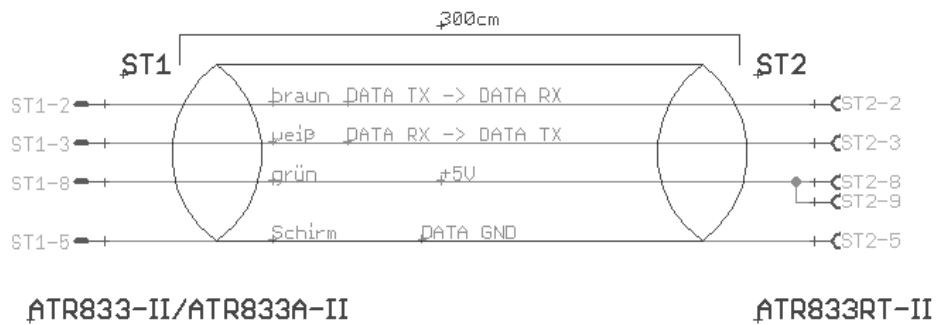 300cm
ST1 ST2
ST1-2 braun DATA TX -> DATA RX ST2-2
ST1-3 weiß DATA RX -> DATA TX ST2-3
ST1-8 grün +5V ST2-8
ST2-9
ST1-5 Schirm DATA GND ST2-5
ATR833-II/ATR833A-II ATR833RT-II